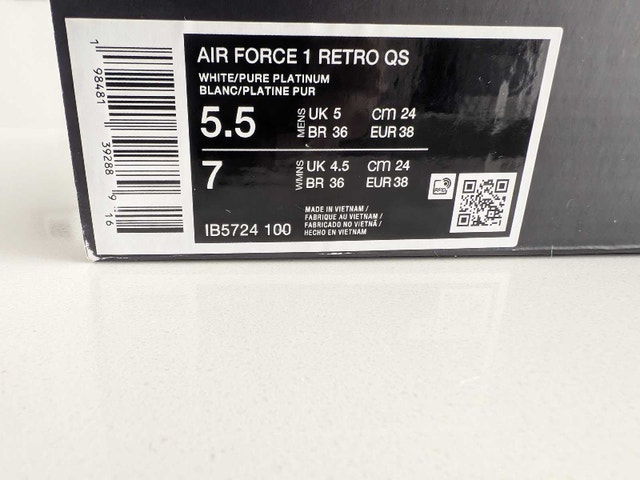 AIR FORCE 1 RETRO QS
WHITE/PURE PLATINUM
BLANC/PLATINE PUR
5.5 MENS UK 5 cm 24
BR 36 EUR 38
7 WMNS UK 4.5 cm 24
BR 36 EUR 38
RFID
IB5724 100
MADE IN VIETNAM /
FABRIQUE AU VIETNAM /
FABRICADO NO VIETNÃ /
HECHO EN VIETNAM
1 98481 39288 9 16